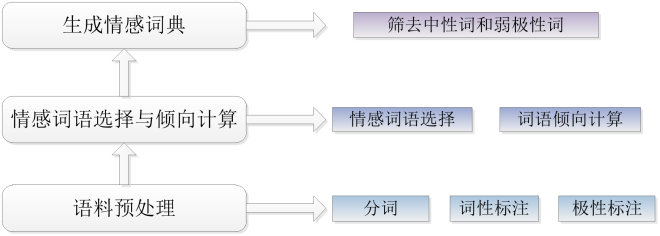 生成情感词典
筛去中性词和弱极性词
情感词语选择与倾向计算
情感词语选择
词语倾向计算
语料预处理
分词
词性标注
极性标注